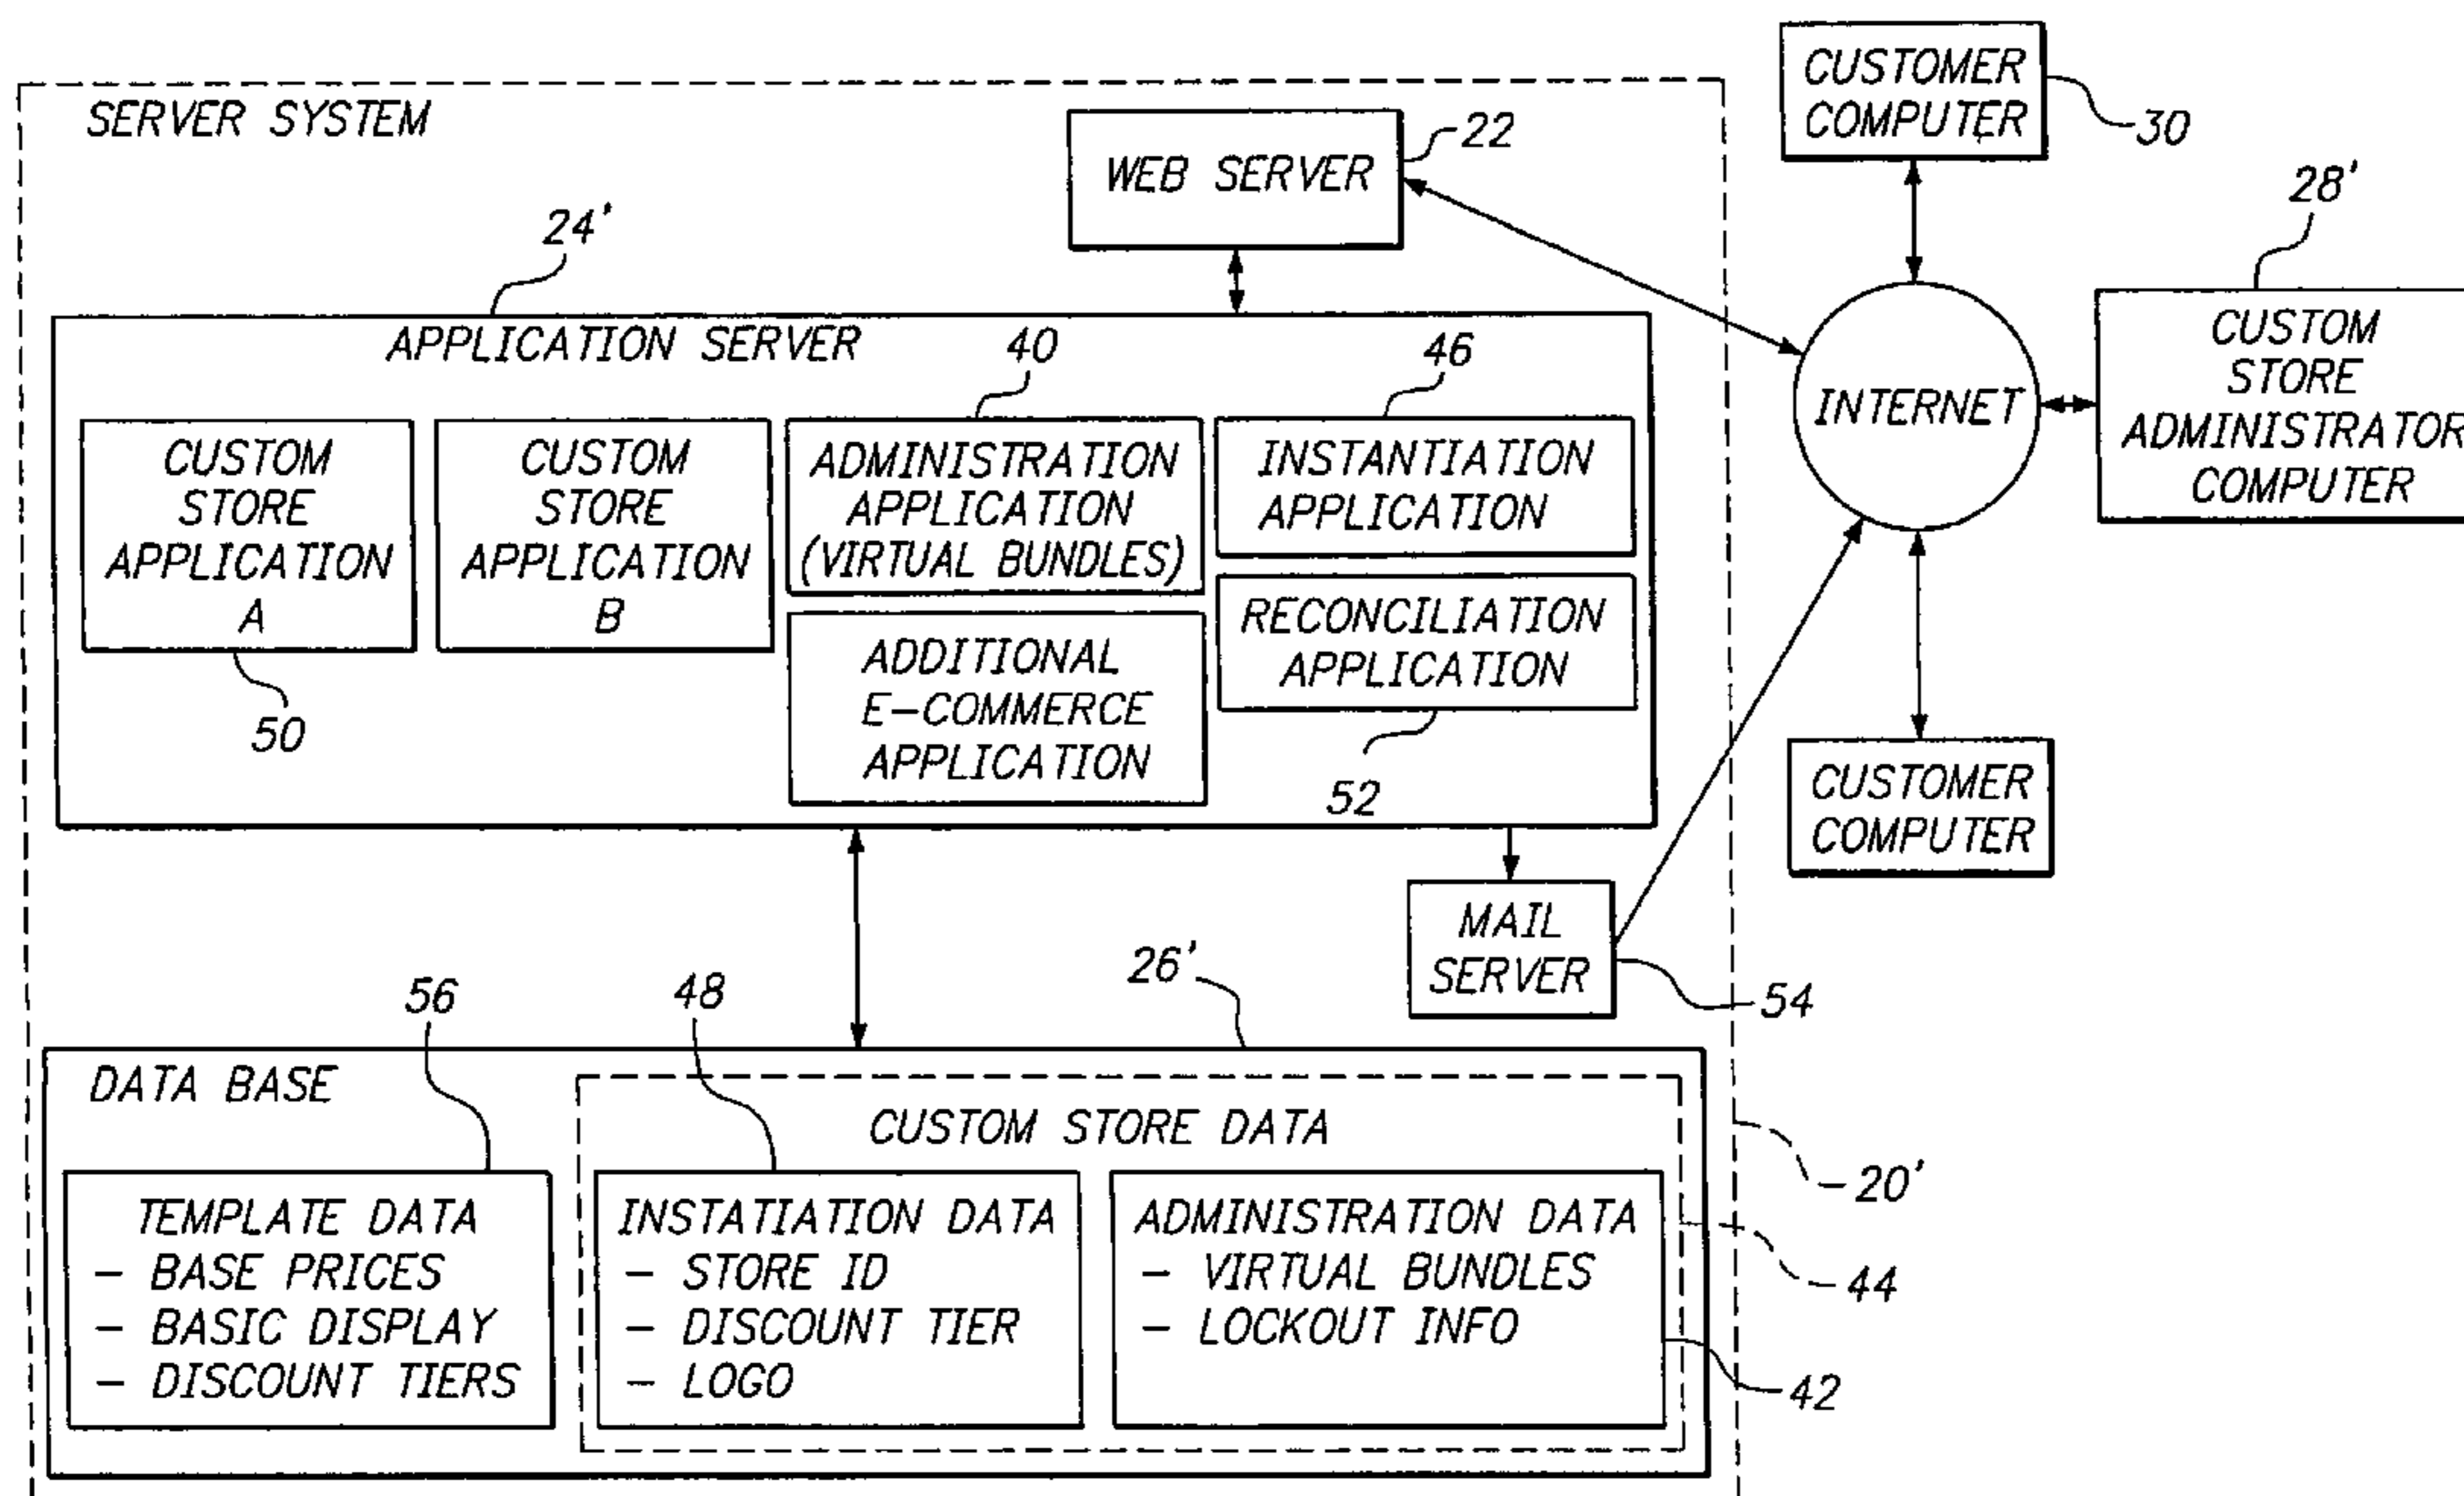 SERVER SYSTEM
WEB SERVER
22
CUSTOMER
COMPUTER
30
24'
28'
APPLICATION SERVER
40
46
CUSTOM
STORE
APPLICATION
A
50
CUSTOM
STORE
APPLICATION
B
ADMINISTRATION
APPLICATION
(VIRTUAL BUNDLES)
INSTANTIATION
APPLICATION
ADDITIONAL
E-COMMERCE
APPLICATION
RECONCILIATION
APPLICATION
52
INTERNET
CUSTOM
STORE
ADMINISTRATOR
COMPUTER
CUSTOMER
COMPUTER
MAIL
SERVER
54
26'
56
48
DATA BASE
CUSTOM STORE DATA
TEMPLATE DATA
- BASE PRICES
- BASIC DISPLAY
- DISCOUNT TIERS
INSTATIATION DATA
- STORE ID
- DISCOUNT TIER
- LOGO
ADMINISTRATION DATA
- VIRTUAL BUNDLES
- LOCKOUT INFO
20'
44
42